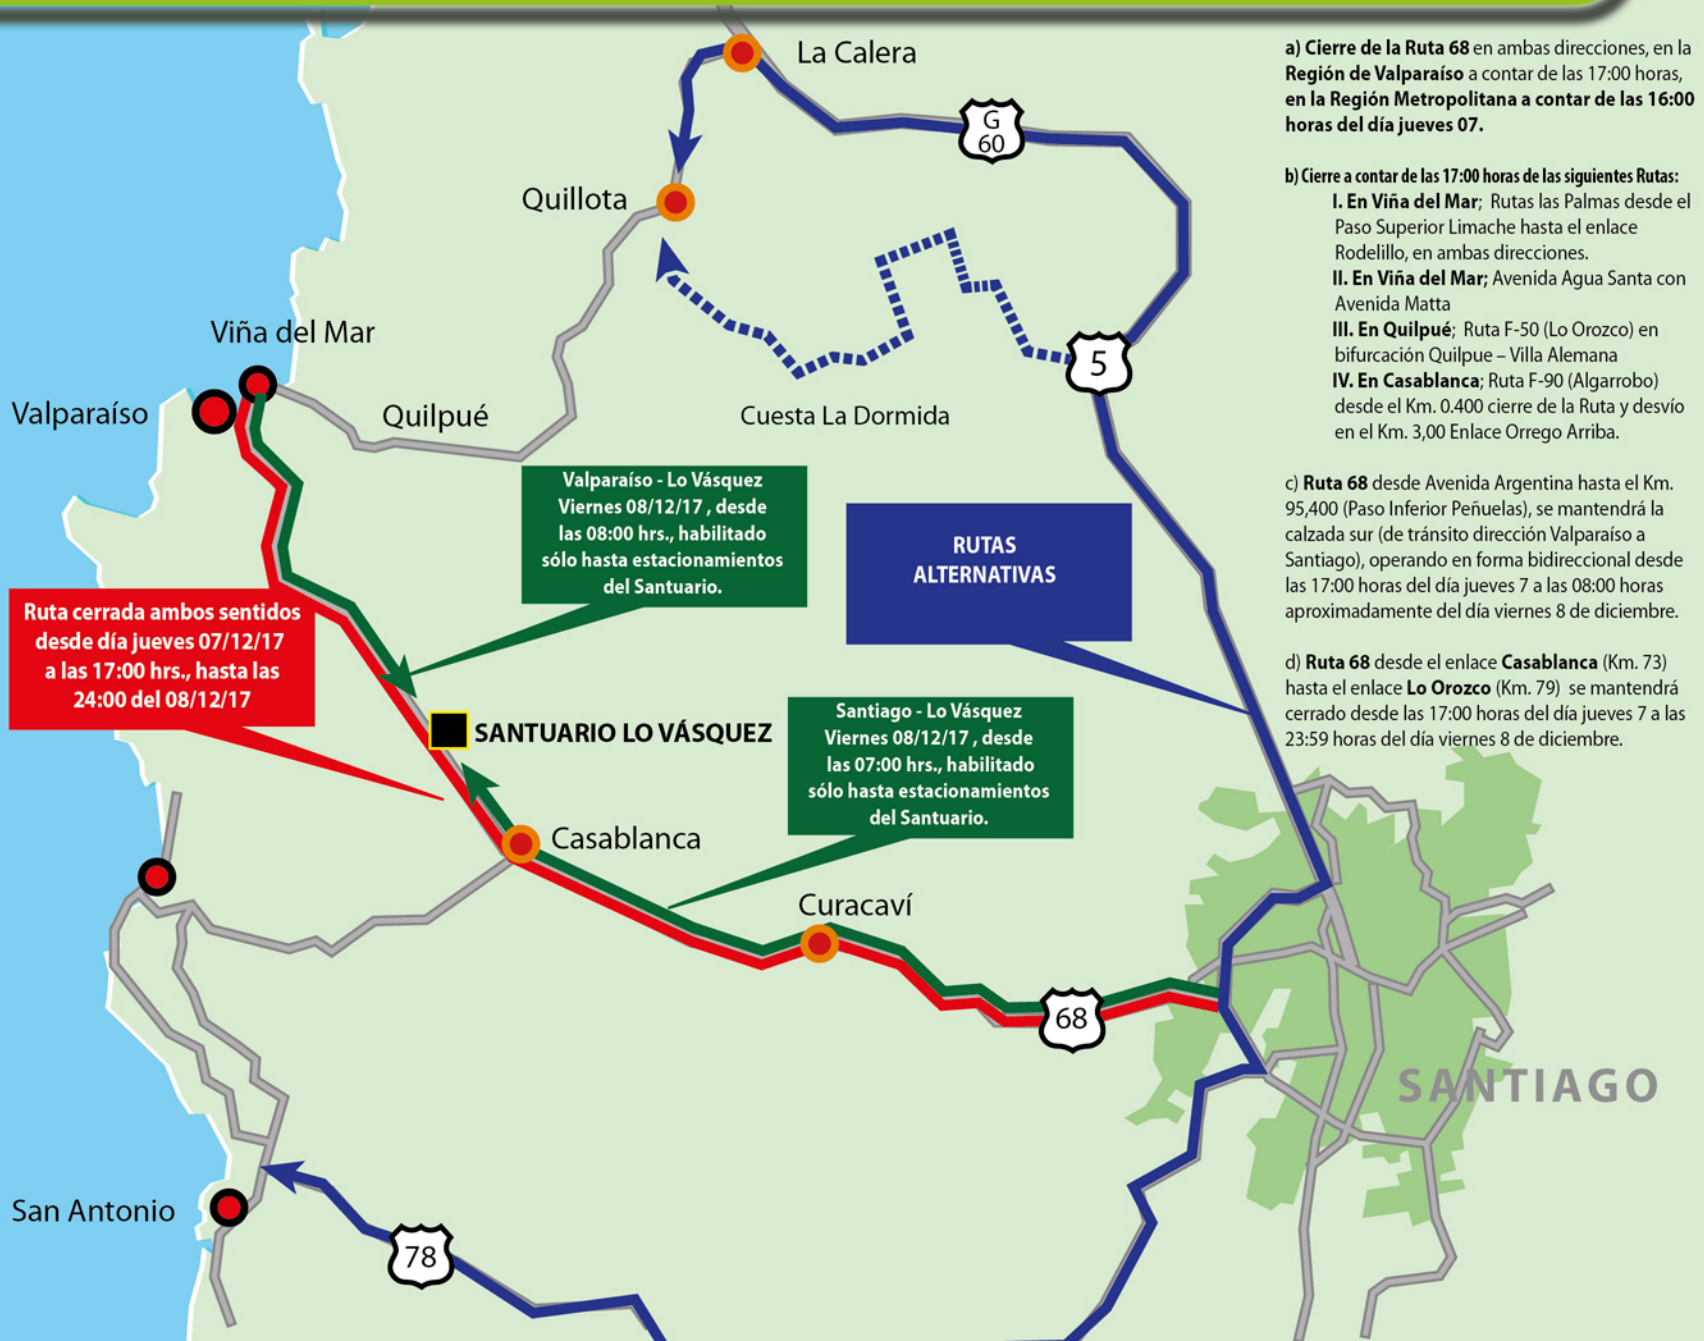 La Calera
G
60
Quillota
Viña del Mar
Valparaíso
Quilpué
5
Cuesta La Dormida
Valparaíso - Lo Vásquez
Viernes 08/12/17 , desde
las 08:00 hrs., habilitado
sólo hasta estacionamientos
del Santuario.
RUTAS
ALTERNATIVAS
Ruta cerrada ambos sentidos
desde día jueves 07/12/17
a las 17:00 hrs., hasta las
24:00 del 08/12/17
SANTUARIO LO VÁSQUEZ
Santiago - Lo Vásquez
Viernes 08/12/17 , desde
las 07:00 hrs., habilitado
sólo hasta estacionamientos
del Santuario.
Casablanca
Curacaví
68
SANTIAGO
San Antonio
78
a) Cierre de la Ruta 68 en ambas direcciones, en la
Región de Valparaíso a contar de las 17:00 horas,
en la Región Metropolitana a contar de las 16:00
horas del día jueves 07.
b) Cierre a contar de las 17:00 horas de las siguientes Rutas:
I. En Viña del Mar; Rutas las Palmas desde el
Paso Superior Limache hasta el enlace
Rodelillo, en ambas direcciones.
II. En Viña del Mar; Avenida Agua Santa con
Avenida Matta
III. En Quilpué; Ruta F-50 (Lo Orozco) en
bifurcación Quilpue – Villa Alemana
IV. En Casablanca; Ruta F-90 (Algarrobo)
desde el Km. 0.400 cierre de la Ruta y desvío
en el Km. 3,00 Enlace Orrego Arriba.
c) Ruta 68 desde Avenida Argentina hasta el Km.
95,400 (Paso Inferior Peñuelas), se mantendrá la
calzada sur (de tránsito dirección Valparaíso a
Santiago), operando en forma bidireccional desde
las 17:00 horas del día jueves 7 a las 08:00 horas
aproximadamente del día viernes 8 de diciembre.
d) Ruta 68 desde el enlace Casablanca (Km. 73)
hasta el enlace Lo Orozco (Km. 79) se mantendrá
cerrado desde las 17:00 horas del día jueves 7 a las
23:59 horas del día viernes 8 de diciembre.